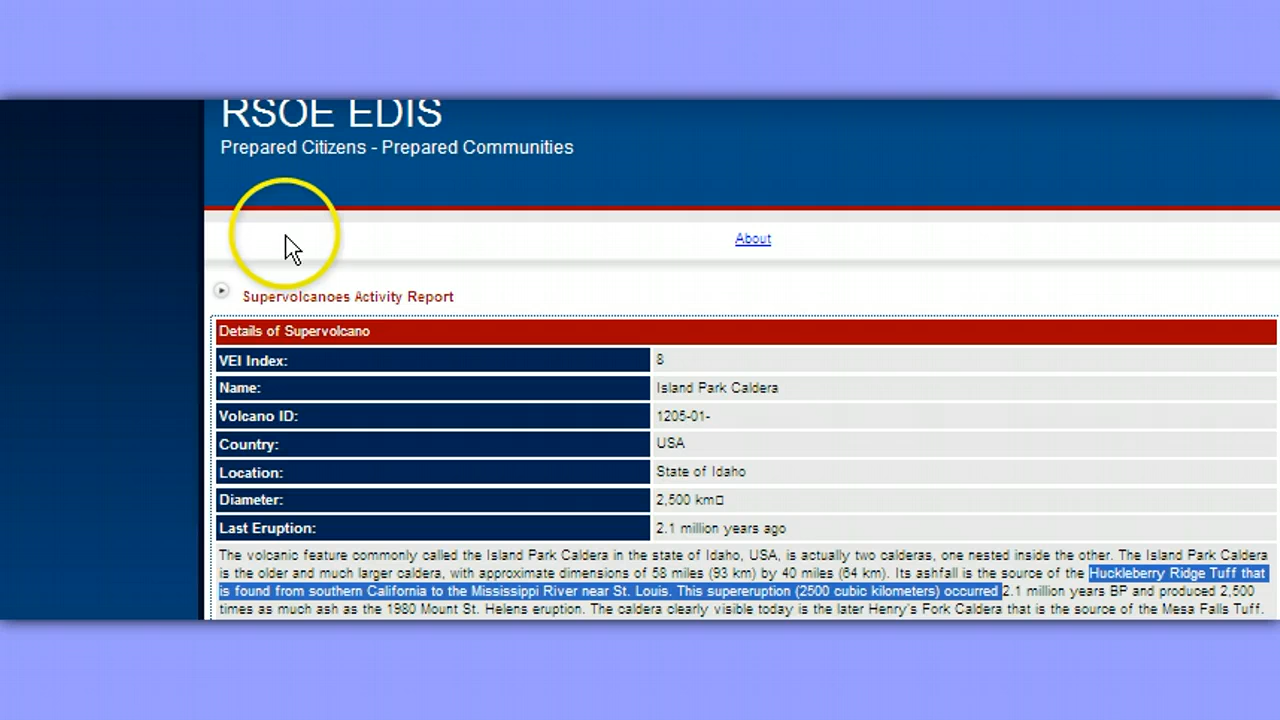 RSOE EDIS
Prepared Citizens - Prepared Communities
About
Supervolcanoes Activity Report
Details of Supervolcano
VEI Index: 8
Name: Island Park Caldera
Volcano ID: 1205-01-
Country: USA
Location: State of Idaho
Diameter: 2,500 km□
Last Eruption: 2.1 million years ago
The volcanic feature commonly called the Island Park Caldera in the state of Idaho, USA, is actually two calderas, one nested inside the other. The Island Park Caldera
is the older and much larger caldera, with approximate dimensions of 58 miles (93 km) by 40 miles (64 km). Its ashfall is the source of the Huckleberry Ridge Tuff that
is found from southern California to the Mississippi River near St. Louis. This supereruption (2500 cubic kilometers) occurred 2.1 million years BP and produced 2,500
times as much ash as the 1980 Mount St. Helens eruption. The caldera clearly visible today is the later Henry's Fork Caldera that is the source of the Mesa Falls Tuff.